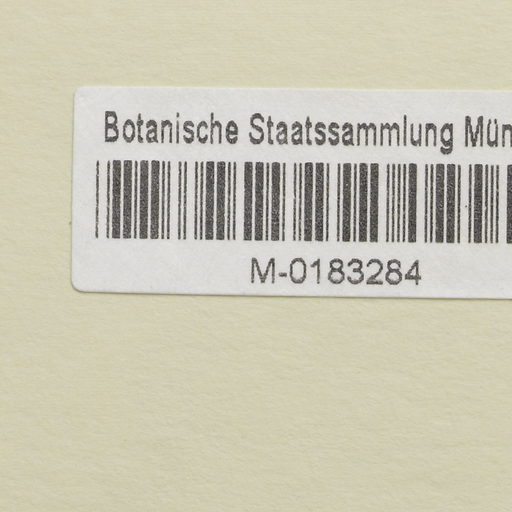 Botanische Staatssammlung Mün
M-0183284